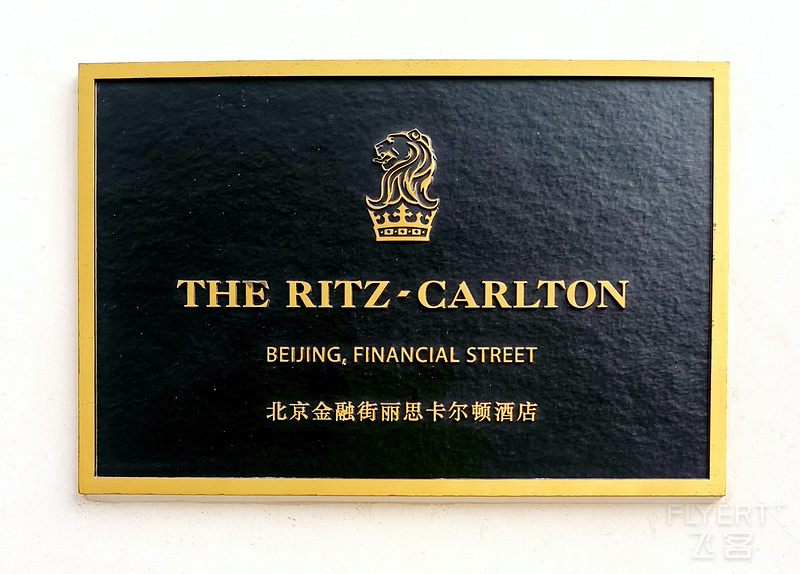 THE RITZ-CARLTON
BEIJING, FINANCIAL STREET
北京金融街丽思卡尔顿酒店
FLYERT+
飞客